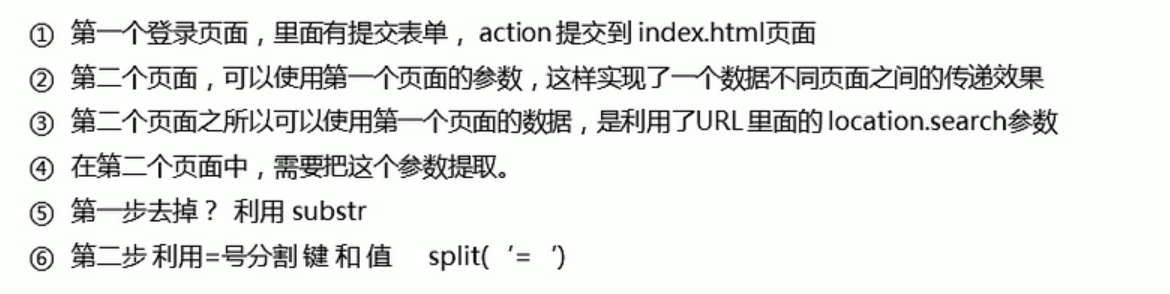 ① 第一个登录页面，里面有提交表单， action 提交到 index.html页面
② 第二个页面，可以使用第一个页面的参数，这样实现了一个数据不同页面之间的传递效果
③ 第二个页面之所以可以使用第一个页面的数据，是利用了URL 里面的 location.search参数
④ 在第二个页面中，需要把这个参数提取。
⑤ 第一步去掉？ 利用 substr
⑥ 第二步 利用=号分割 键 和 值 split(‘= ’)